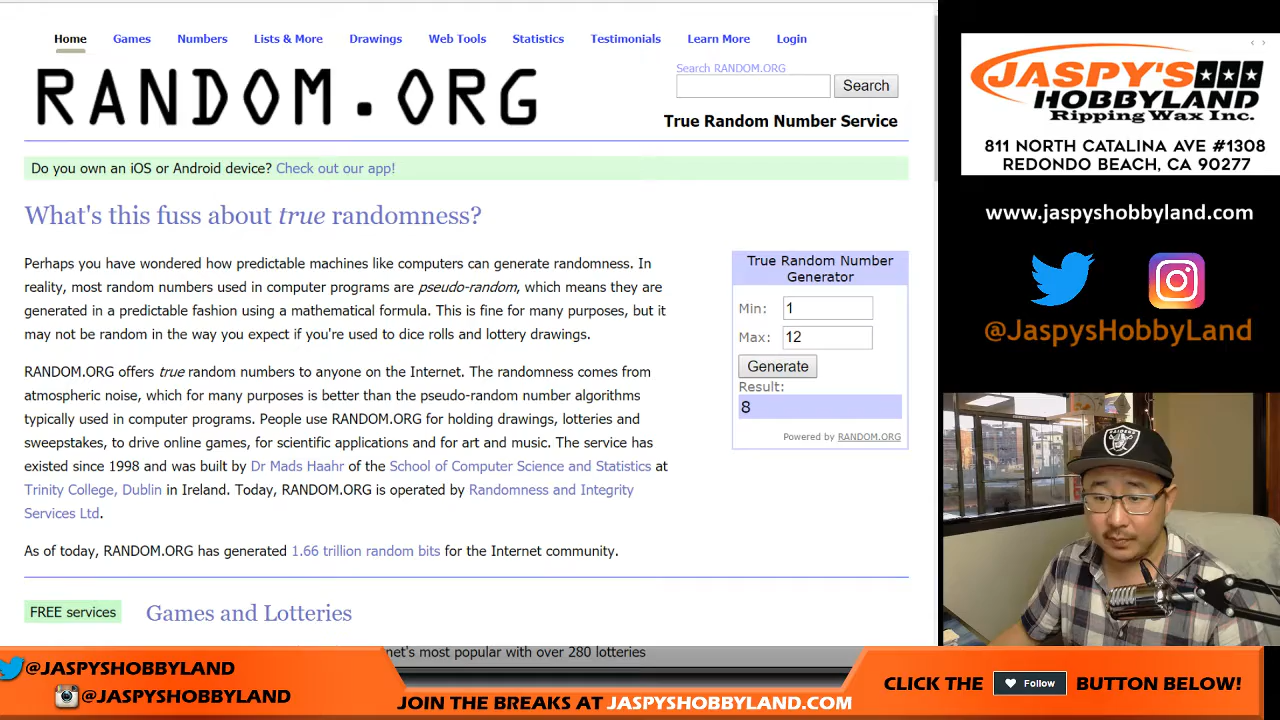 Home Games Numbers Lists & More Drawings Web Tools Statistics Testimonials Learn More Login
RANDOM.ORG
Search RANDOM.ORG
Search
True Random Number Service
Do you own an iOS or Android device? Check out our app!
What's this fuss about true randomness?
Perhaps you have wondered how predictable machines like computers can generate randomness. In
reality, most random numbers used in computer programs are pseudo-random, which means they are
generated in a predictable fashion using a mathematical formula. This is fine for many purposes, but it
may not be random in the way you expect if you're used to dice rolls and lottery drawings.
RANDOM.ORG offers true random numbers to anyone on the Internet. The randomness comes from
atmospheric noise, which for many purposes is better than the pseudo-random number algorithms
typically used in computer programs. People use RANDOM.ORG for holding drawings, lotteries and
sweepstakes, to drive online games, for scientific applications and for art and music. The service has
existed since 1998 and was built by Dr Mads Haahr of the School of Computer Science and Statistics at
Trinity College, Dublin in Ireland. Today, RANDOM.ORG is operated by Randomness and Integrity
Services Ltd.
As of today, RANDOM.ORG has generated 1.66 trillion random bits for the Internet community.
True Random Number
Generator
Min: 1
Max: 12
Generate
Result:
8
Powered by RANDOM.ORG
FREE services
Games and Lotteries
net's most popular with over 280 lotteries
JASPY'S
HOBBYLAND
Ripping Wax Inc.
811 NORTH CATALINA AVE #1308
REDONDO BEACH, CA 90277
www.jaspyshobbyland.com
@JaspysHobbyLand
RAIDERS
@JASPYSHOBBYLAND
@JASPYSHOBBYLAND
JOIN THE BREAKS AT JASPYSHOBBYLAND.COM
CLICK THE Follow BUTTON BELOW!